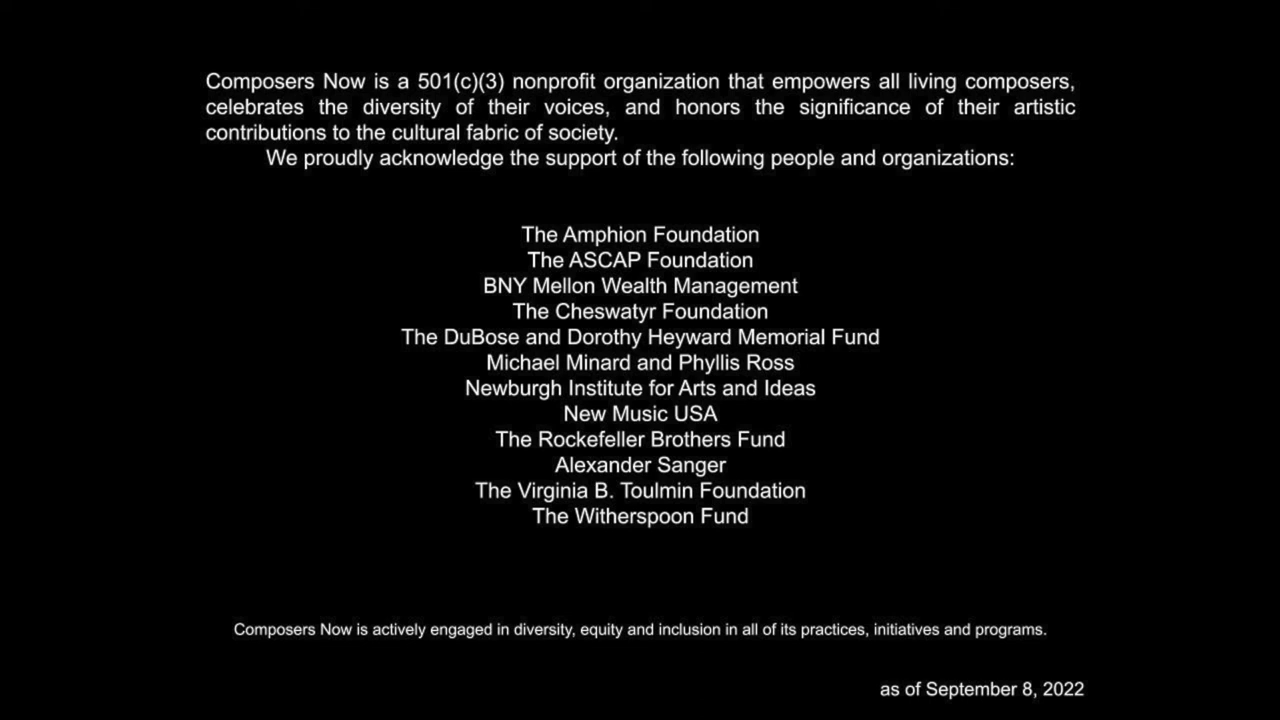 Composers Now is a 501(c)(3) nonprofit organization that empowers all living composers,
celebrates the diversity of their voices, and honors the significance of their artistic
contributions to the cultural fabric of society.
We proudly acknowledge the support of the following people and organizations:
The Amphion Foundation
The ASCAP Foundation
BNY Mellon Wealth Management
The Cheswatyr Foundation
The DuBose and Dorothy Heyward Memorial Fund
Michael Minard and Phyllis Ross
Newburgh Institute for Arts and Ideas
New Music USA
The Rockefeller Brothers Fund
Alexander Sanger
The Virginia B. Toulmin Foundation
The Witherspoon Fund
Composers Now is actively engaged in diversity, equity and inclusion in all of its practices, initiatives and programs.
as of September 8, 2022